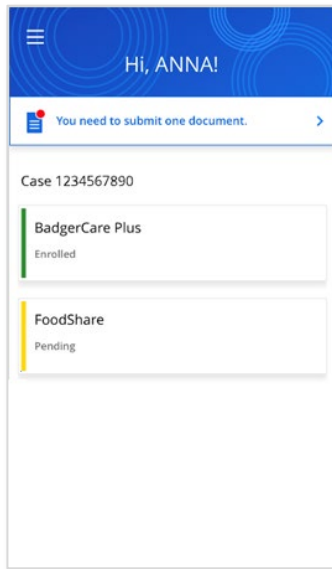 Hi, ANNA!
You need to submit one document.
Case 1234567890
BadgerCare Plus
Enrolled
FoodShare
Pending